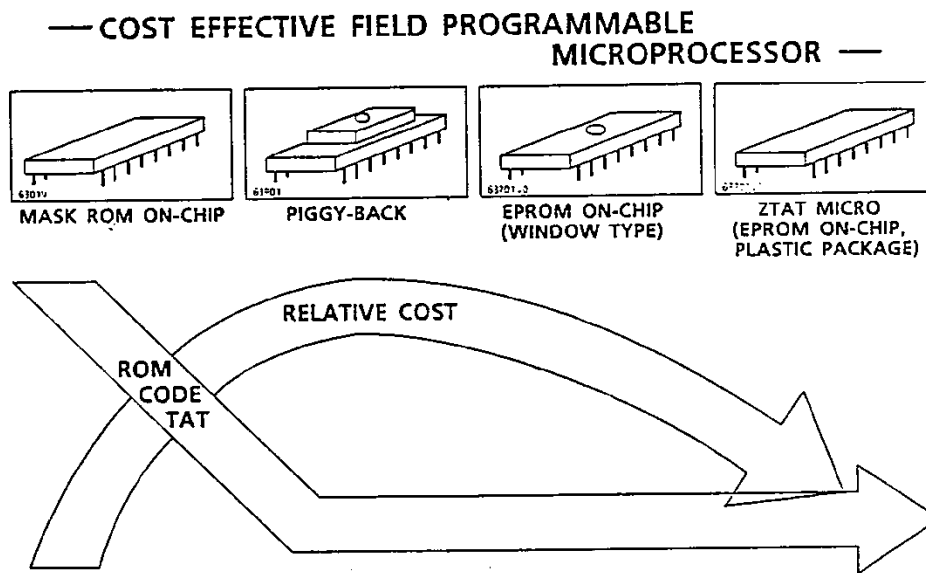 — COST EFFECTIVE FIELD PROGRAMMABLE
MICROPROCESSOR —
MASK ROM ON-CHIP
PIGGY-BACK
EPROM ON-CHIP
(WINDOW TYPE)
ZTAT MICRO
(EPROM ON-CHIP,
PLASTIC PACKAGE)
RELATIVE COST
ROM
CODE
TAT